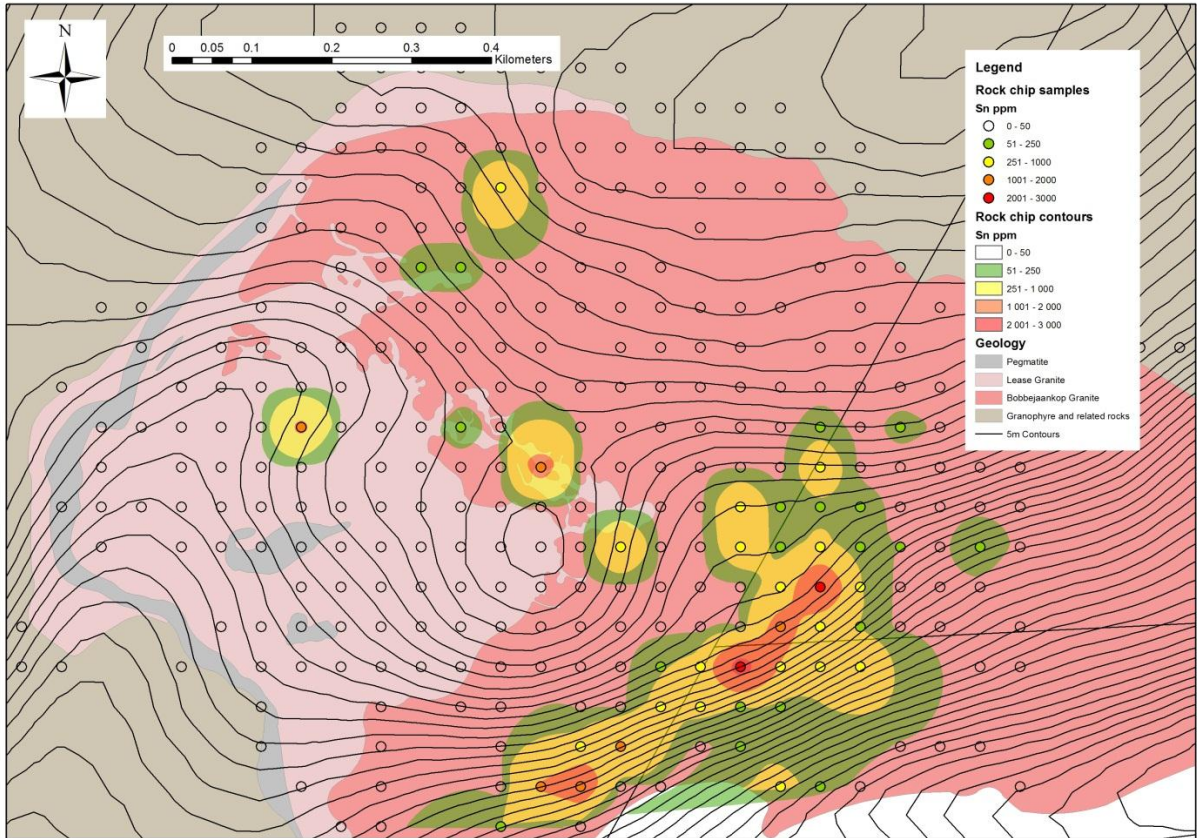 N
0 0.05 0.1 0.2 0.3 0.4
Kilometers
Legend
Rock chip samples
Sn ppm
0 - 50
51 - 250
251 - 1000
1001 - 2000
2001 - 3000
Rock chip contours
Sn ppm
0 - 50
51 - 250
251 - 1 000
1 001 - 2 000
2 001 - 3 000
Geology
Pegmatite
Lease Granite
Bobbejaankop Granite
Granophyre and related rocks
5m Contours